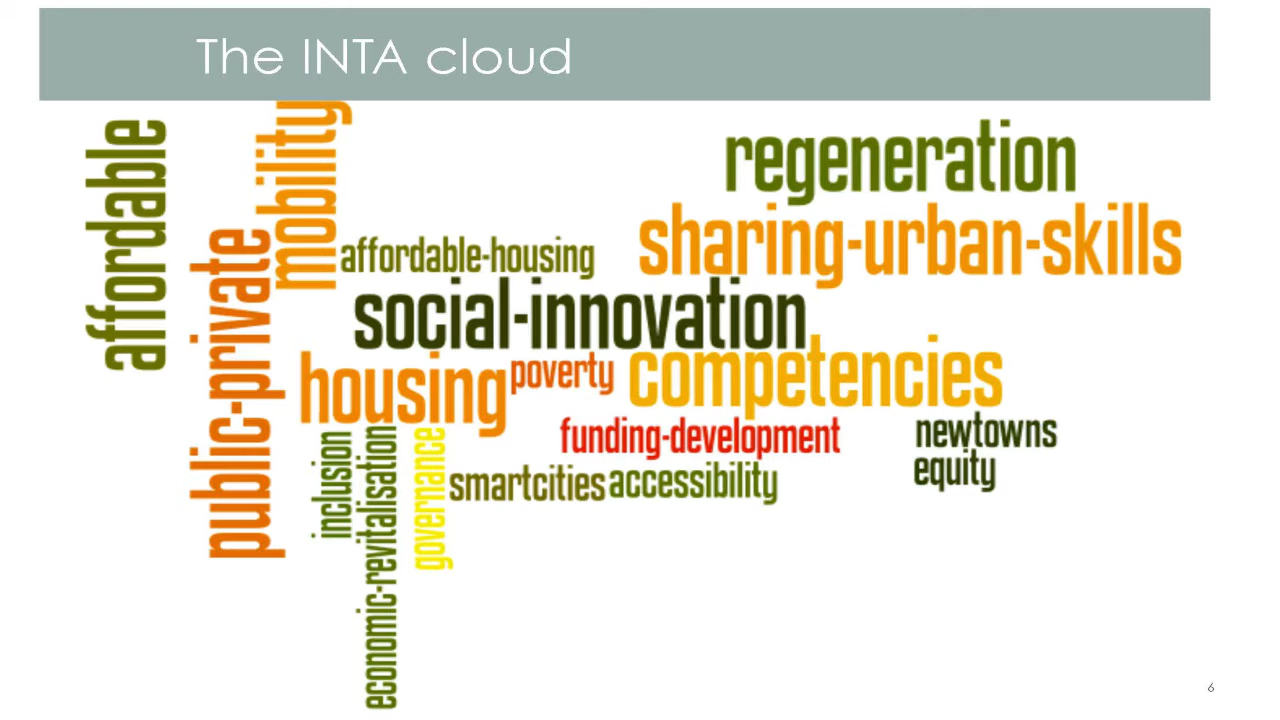 The INTA cloud
affordable
public-private
mobility
regeneration
sharing-urban-skills
affordable-housing
social-innovation
housing
poverty
competencies
funding-development
newtowns
equity
inclusion
economic-revitalisation
governance
smartcities
accessibility
6